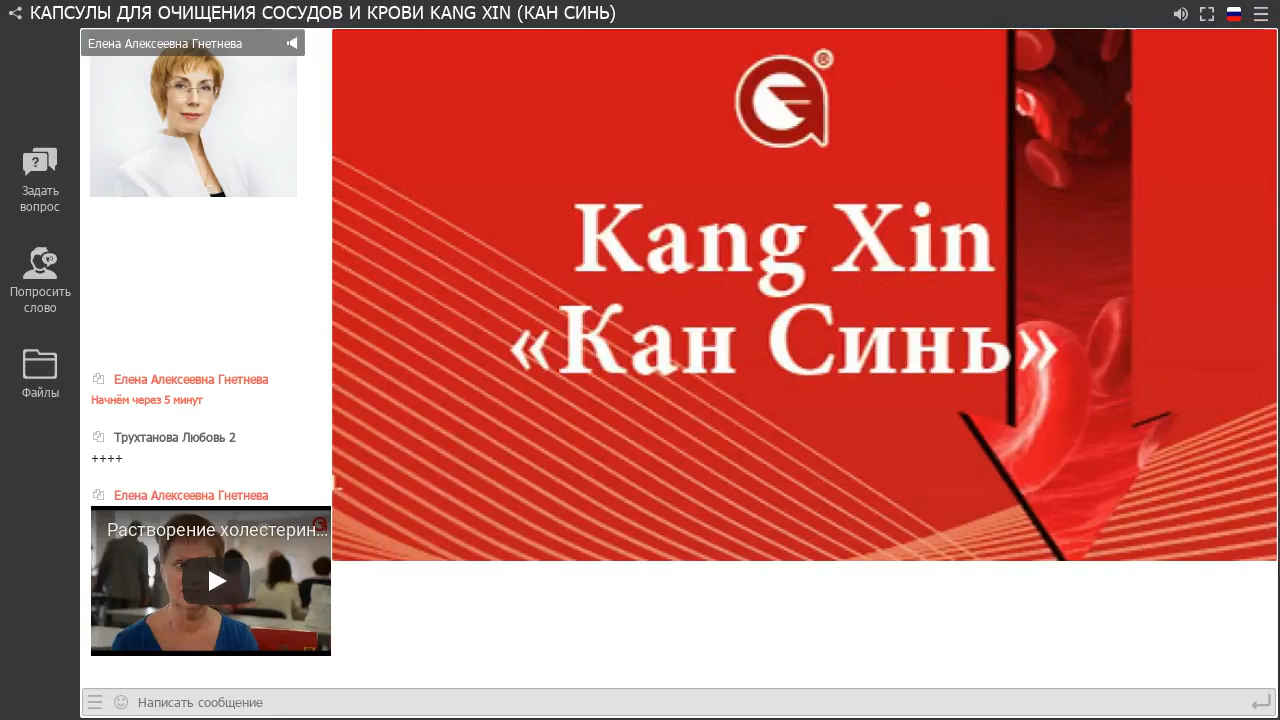 КАПСУЛЫ ДЛЯ ОЧИЩЕНИЯ СОСУДОВ И КРОВИ KANG XIN (КАН СИНЬ)
Елена Алексеевна Гнетнева
Задать
вопрос
Попросить
слово
Файлы
Kang Xin
«Кан Синь»
Елена Алексеевна Гнетнева
Начнём через 5 минут
Трухтанова Любовь 2
++++
Елена Алексеевна Гнетнева
Растворение холестерин...
Написать сообщение